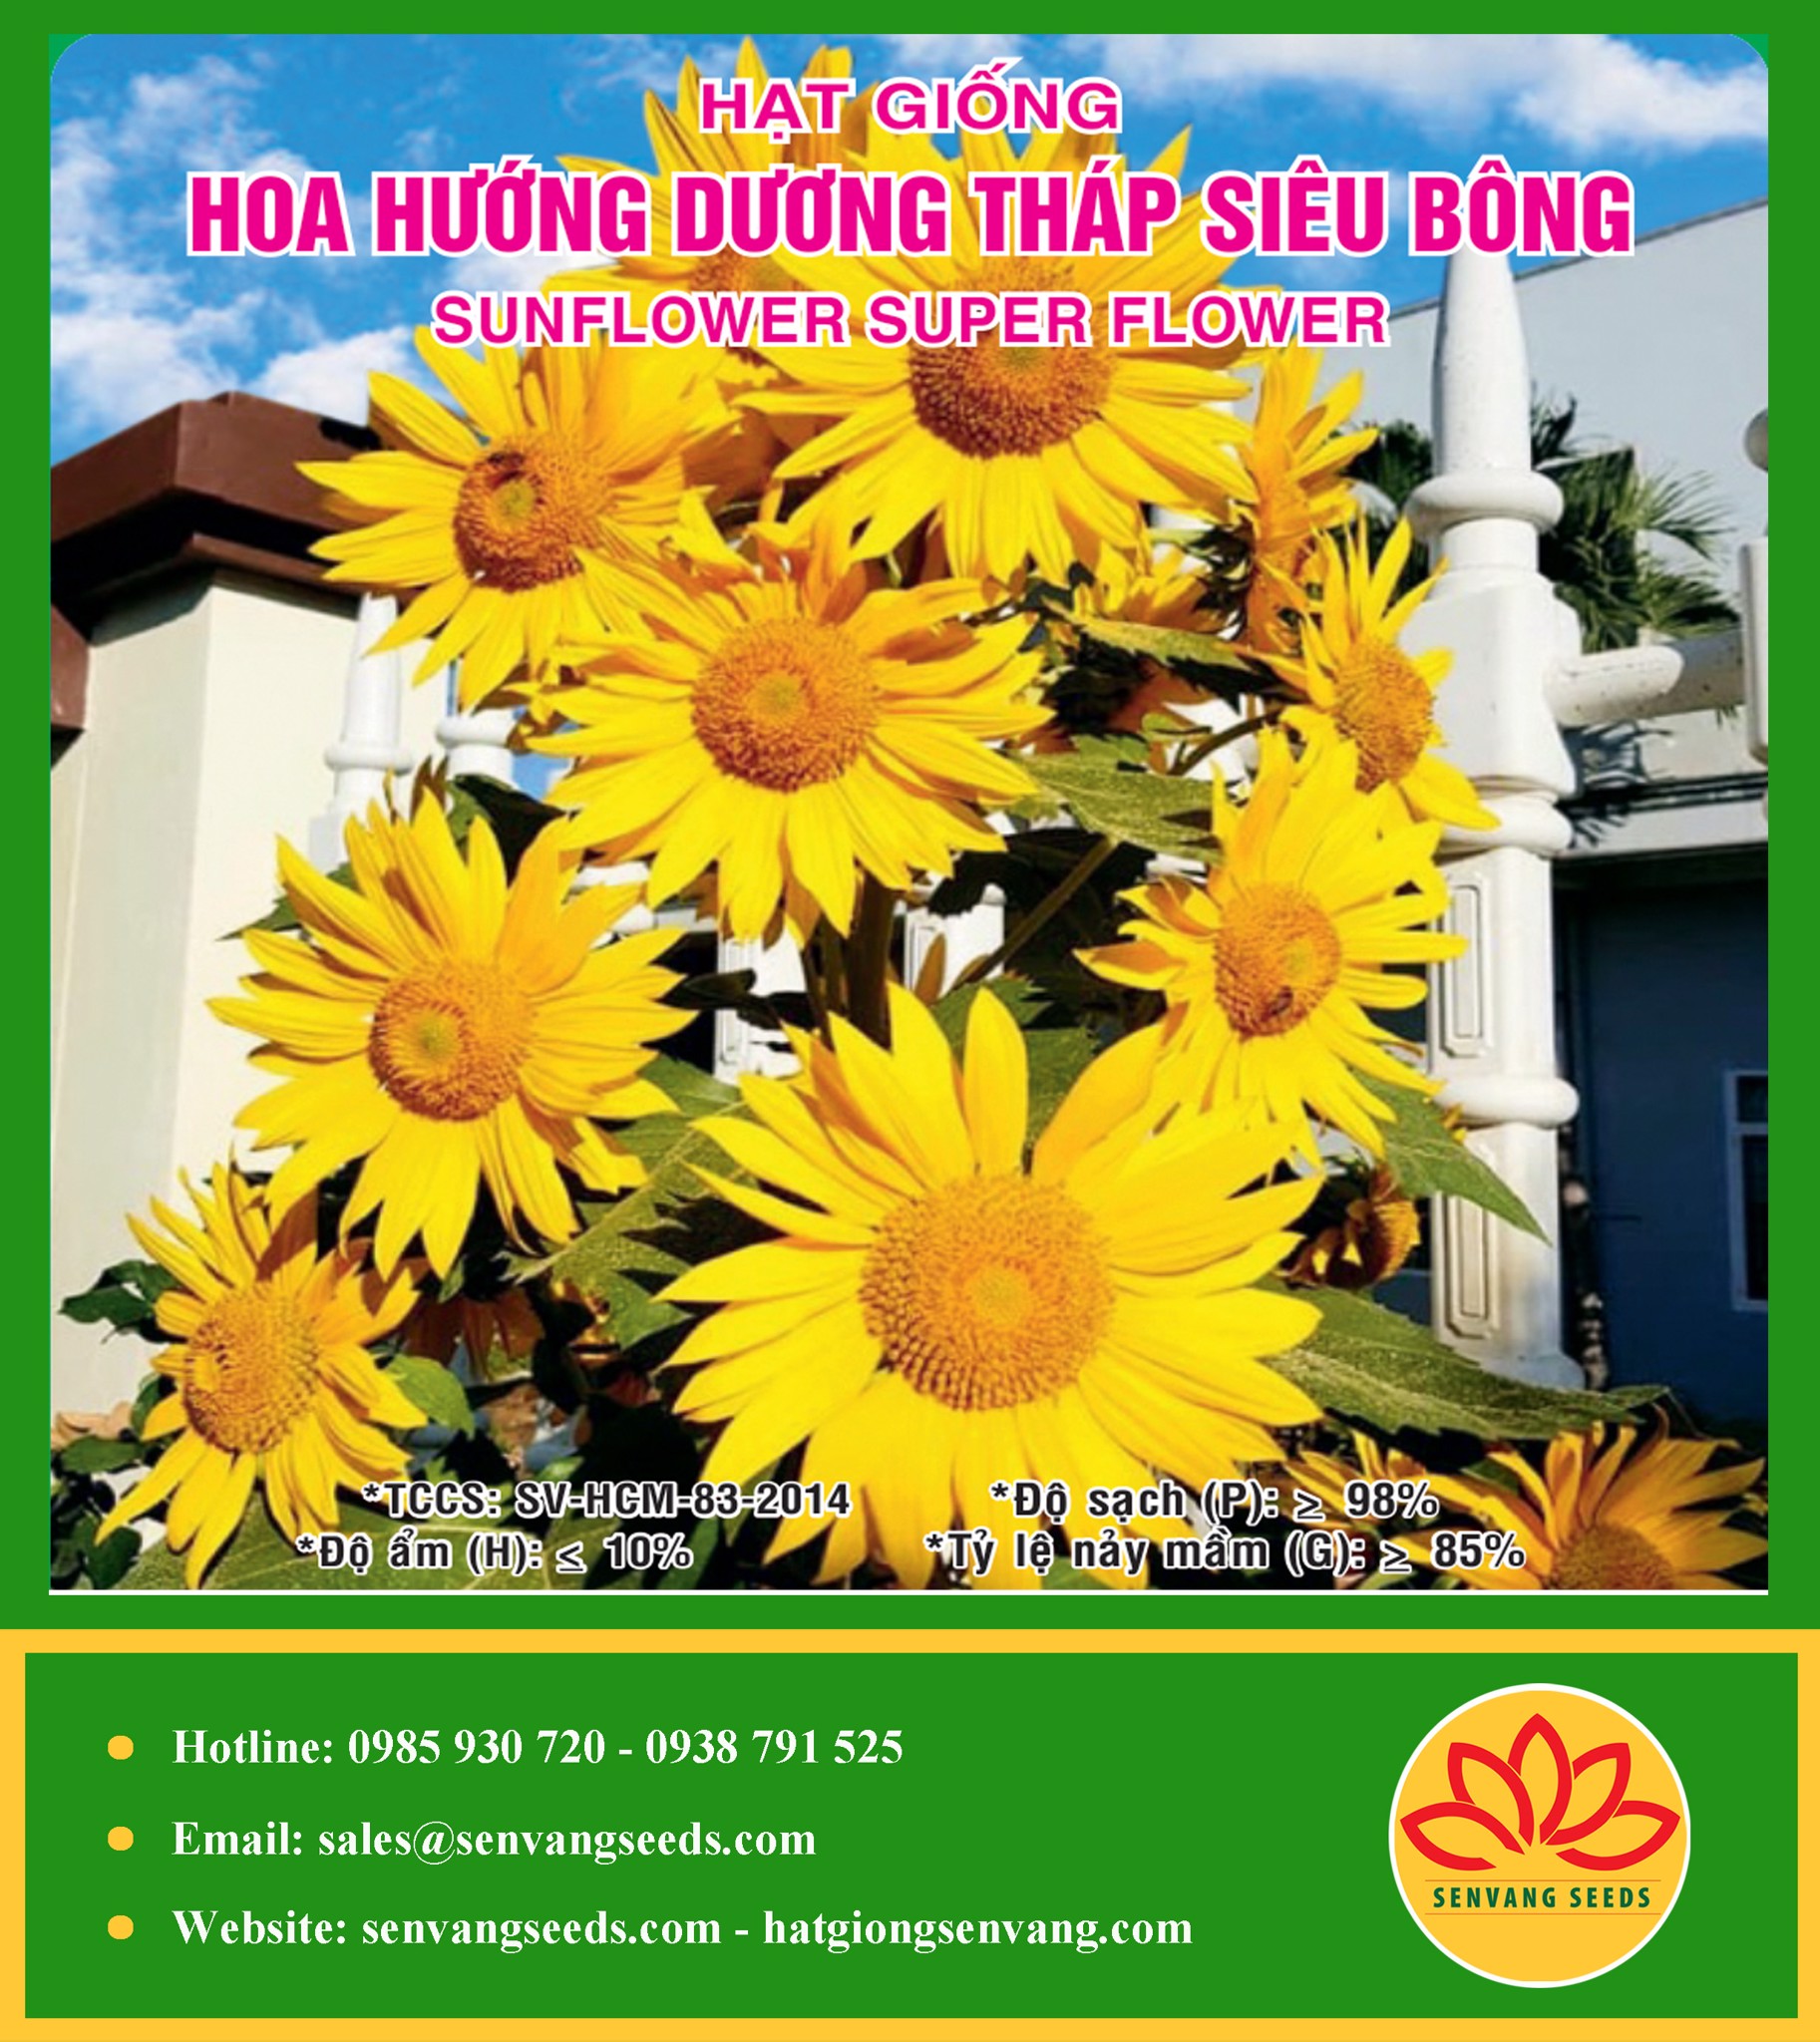 HẠT GIỐNG
HOA HƯỚNG DƯƠNG THÁP SIÊU BÔNG
SUNFLOWER SUPER FLOWER
*TCCS: SV-HCM-83-2014
*Độ sạch (P): ≥ 98%
*Độ ẩm (H): ≤ 10%
*Tỷ lệ nảy mầm (G): ≥ 85%
Hotline: 0985 930 720 - 0938 791 525
Email: sales@senvangseeds.com
Website: senvangseeds.com - hatgiongsenvang.com
SENVANG SEEDS